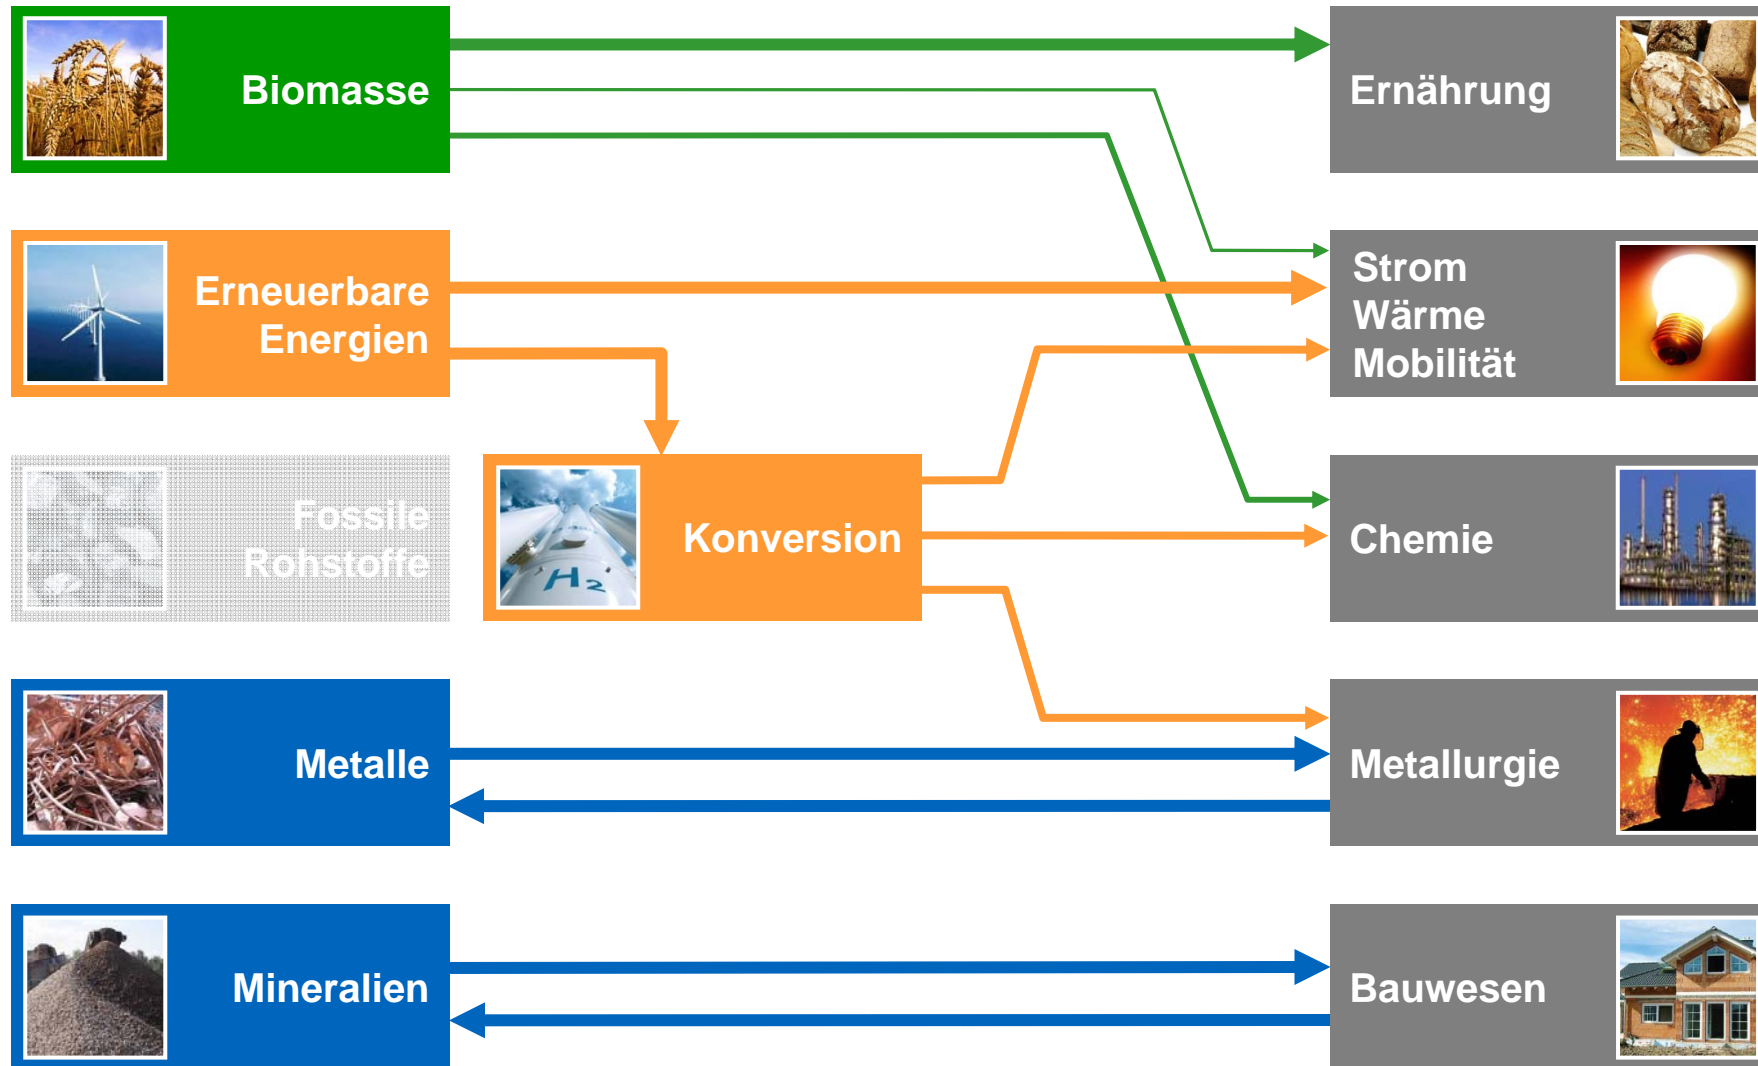 Biomasse
Ernährung
Erneuerbare
Energien
Strom
Wärme
Mobilität
Fossile
Rohstoffe
H2
Konversion
Chemie
Metalle
Metallurgie
Mineralien
Bauwesen